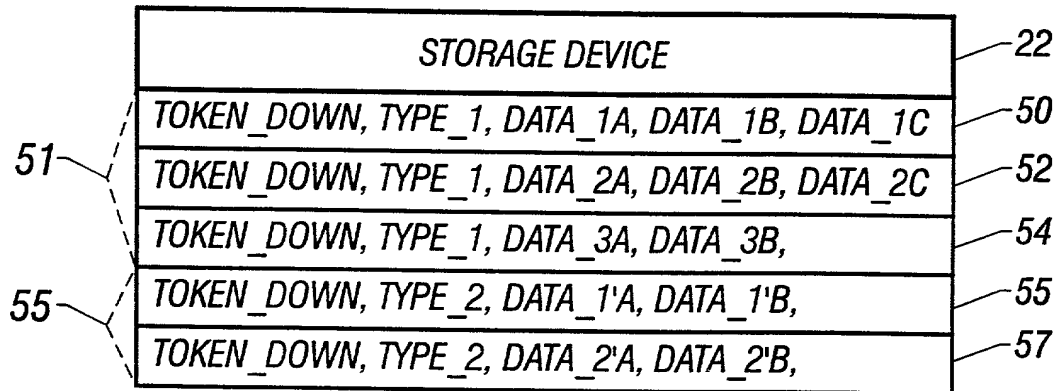 STORAGE DEVICE 22
TOKEN_DOWN, TYPE_1, DATA_1A, DATA_1B, DATA_1C 50
51
TOKEN_DOWN, TYPE_1, DATA_2A, DATA_2B, DATA_2C 52
TOKEN_DOWN, TYPE_1, DATA_3A, DATA_3B, 54
55
TOKEN_DOWN, TYPE_2, DATA_1'A, DATA_1'B, 55
TOKEN_DOWN, TYPE_2, DATA_2'A, DATA_2'B, 57